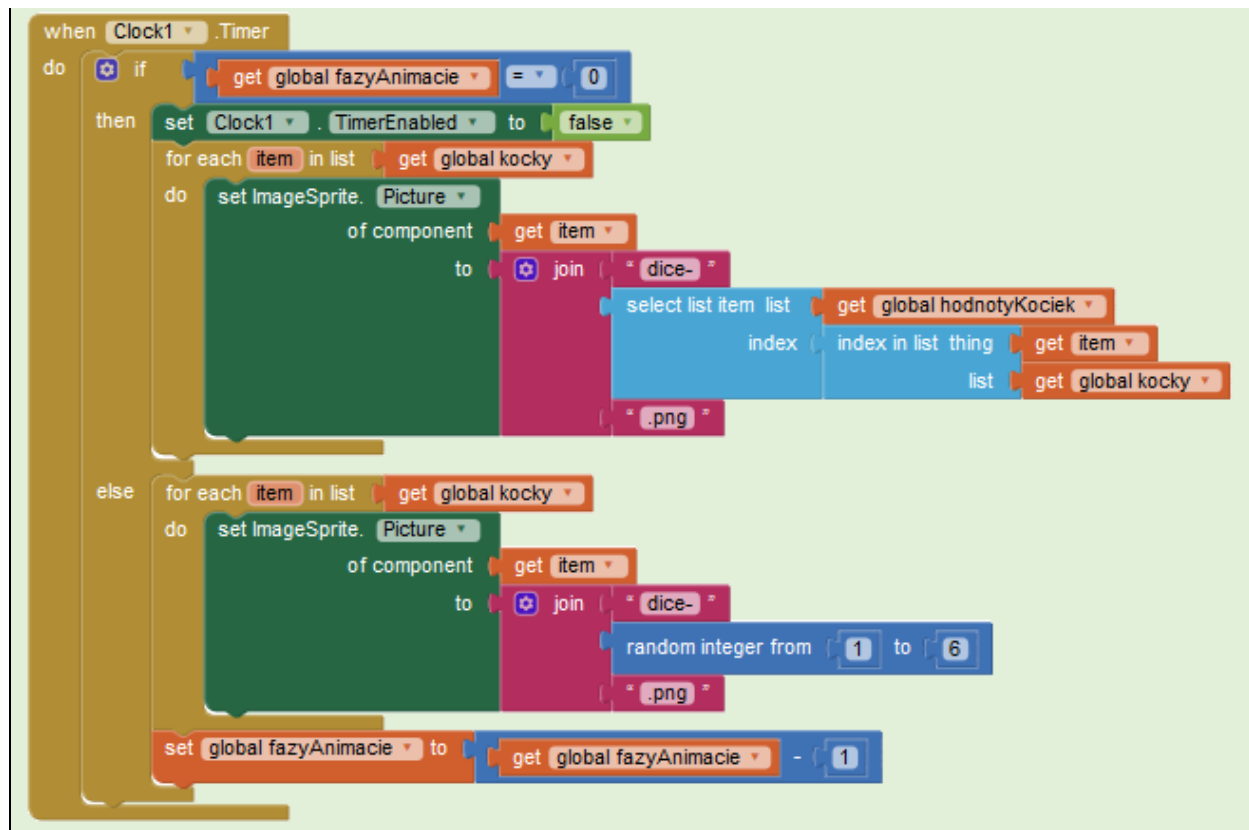 when Clock1 .Timer
do if get global fazyAnimacie = 0
then set Clock1 . TimerEnabled to false
for each item in list get global kocky
do set ImageSprite. Picture
of component get item
to join " dice- "
select list item list get global hodnotyKociek
index index in list thing get item
list get global kocky
" .png "
else for each item in list get global kocky
do set ImageSprite. Picture
of component get item
to join " dice- "
random integer from 1 to 6
" .png "
set global fazyAnimacie to get global fazyAnimacie - 1